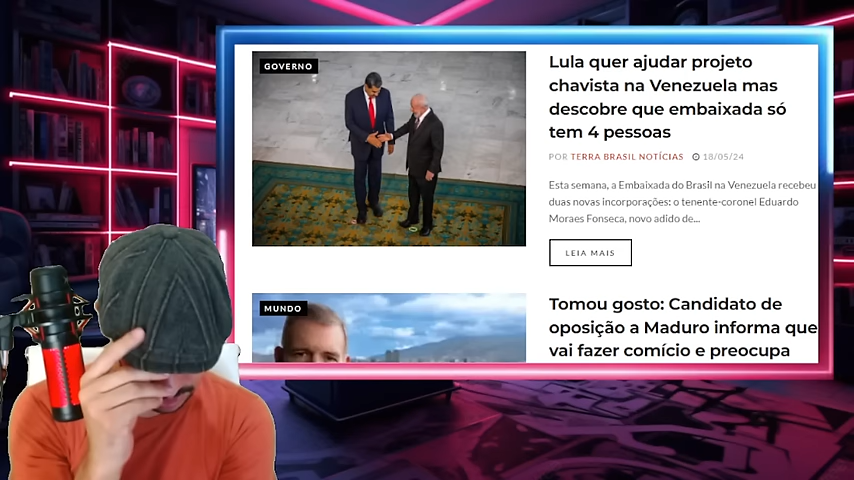 GOVERNO
Lula quer ajudar projeto
chavista na Venezuela mas
descobre que embaixada só
tem 4 pessoas
POR TERRA BRASIL NOTÍCIAS 18/05/24
Esta semana, a Embaixada do Brasil na Venezuela recebeu
duas novas incorporações: o tenente-coronel Eduardo
Moraes Fonseca, novo adido de...
LEIA MAIS
MUNDO
Tomou gosto: Candidato de
oposição a Maduro informa que
vai fazer comício e preocupa